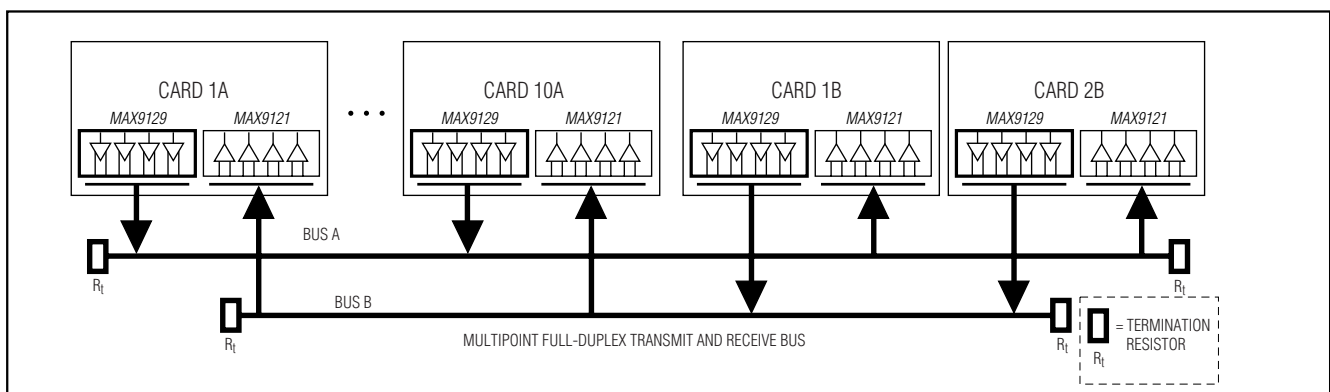 CARD 1A
MAX9129 MAX9121
• • •
CARD 10A
MAX9129 MAX9121
CARD 1B
MAX9129 MAX9121
CARD 2B
MAX9129 MAX9121
BUS A
Rt
Rt
BUS B
Rt
Rt
MULTIPOINT FULL-DUPLEX TRANSMIT AND RECEIVE BUS
Rt
= TERMINATION
RESISTOR